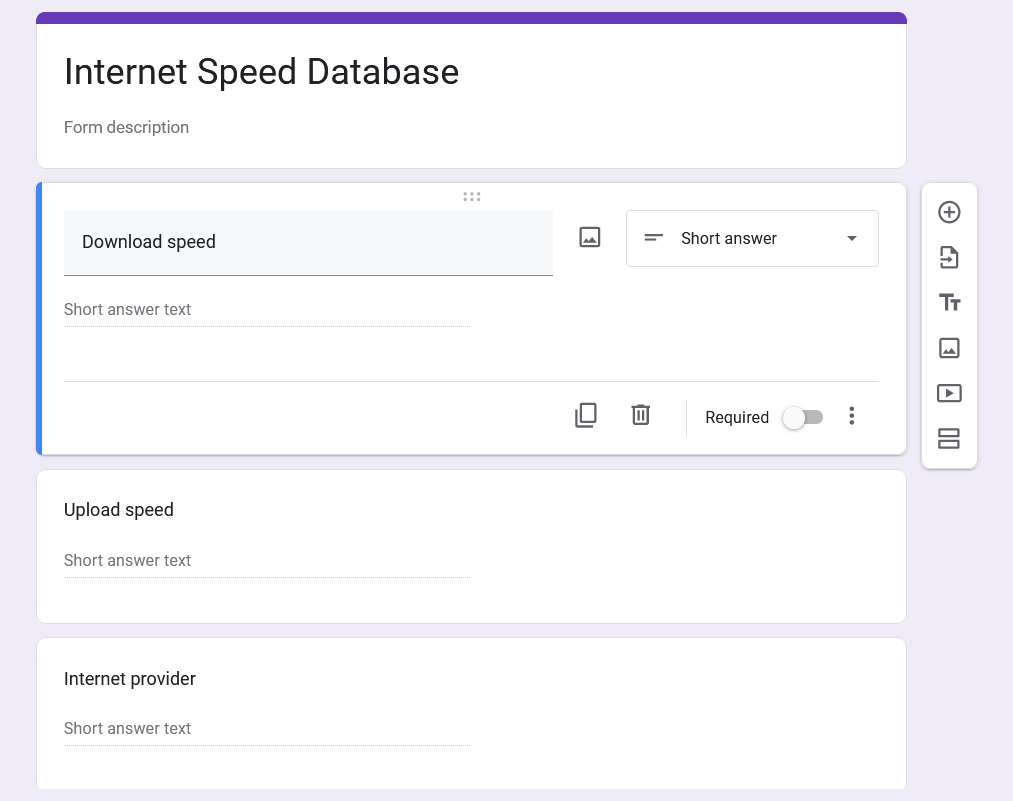 Internet Speed Database
Form description
Download speed
Short answer
Short answer text
Required
Upload speed
Short answer text
Internet provider
Short answer text